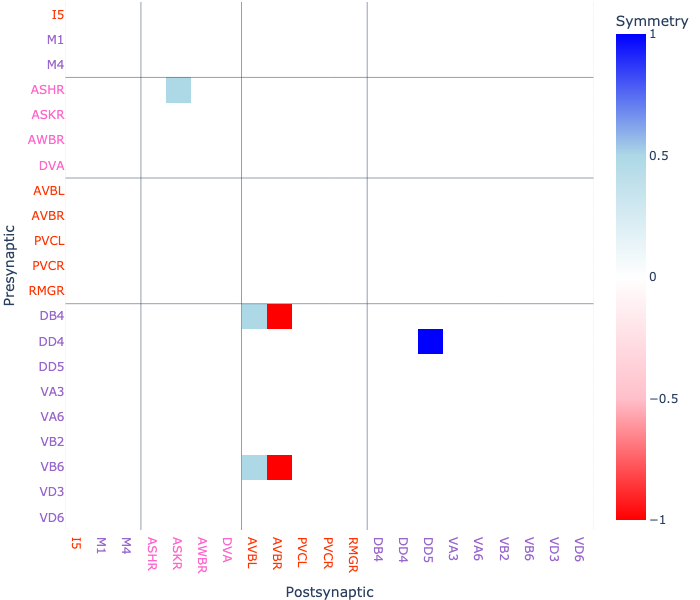 Symmetry
1
0.5
0
−0.5
−1
Presynaptic
I5
M1
M4
ASHR
ASKR
AWBR
DVA
AVBL
AVBR
PVCL
PVCR
RMGR
DB4
DD4
DD5
VA3
VA6
VB2
VB6
VD3
VD6
I5
M1
M4
ASHR
ASKR
AWBR
DVA
AVBL
AVBR
PVCL
PVCR
RMGR
DB4
DD4
DD5
VA3
VA6
VB2
VB6
VD3
VD6
Postsynaptic